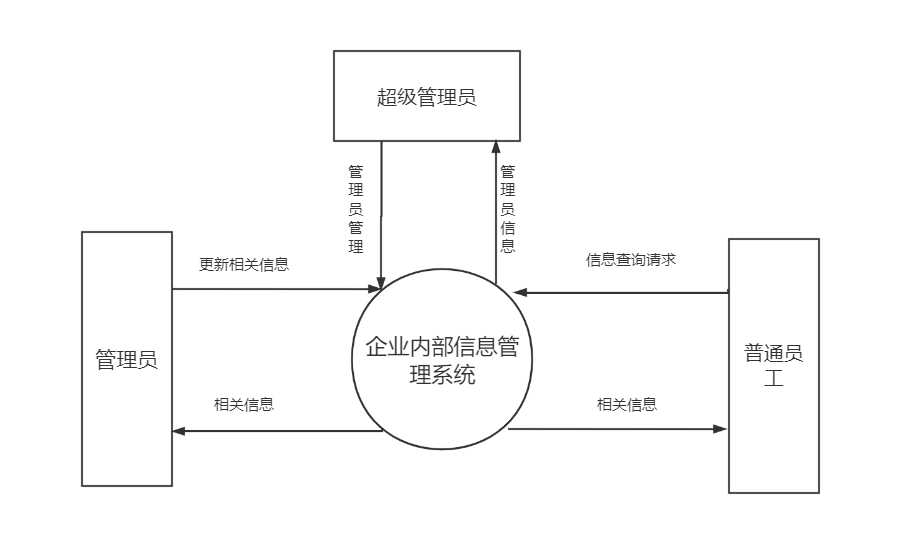 超级管理员
管理员管理
管理员信息
更新相关信息
信息查询请求
管理员
企业内部信息管
理系统
普通员
工
相关信息
相关信息